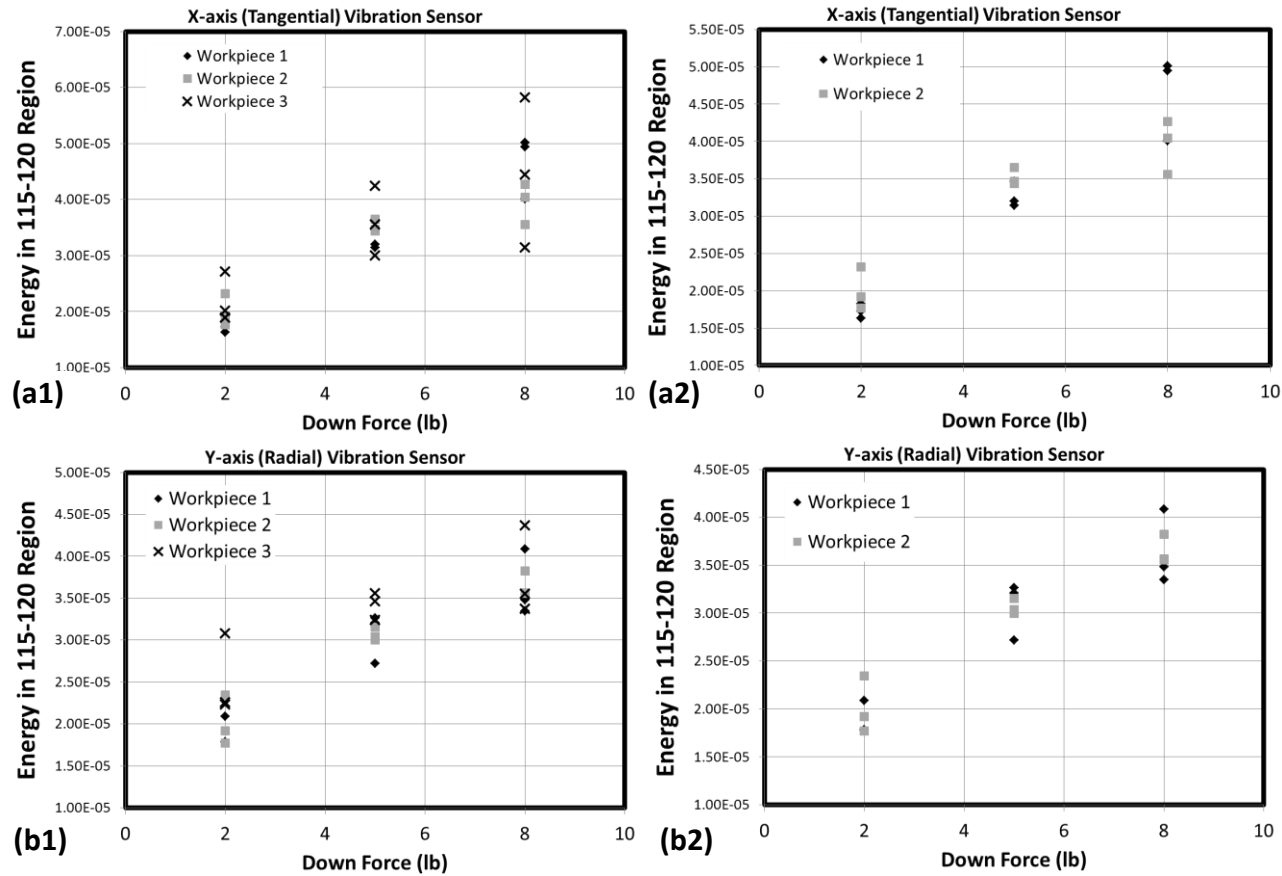 X-axis (Tangential) Vibration Sensor
7.00E-05
6.00E-05
5.00E-05
4.00E-05
3.00E-05
2.00E-05
1.00E-05
Energy in 115-120 Region
Workpiece 1
Workpiece 2
Workpiece 3
0 2 4 6 8 10
Down Force (lb)
(a1)
X-axis (Tangential) Vibration Sensor
5.00E-05
4.50E-05
4.00E-05
3.50E-05
3.00E-05
2.50E-05
2.00E-05
1.50E-05
1.00E-05
Energy in 115-120 Region
Workpiece 1
Workpiece 2
0 2 4 6 8 10
Down Force (lb)
(a2)
Y-axis (Radial) Vibration Sensor
5.00E-05
4.50E-05
4.00E-05
3.50E-05
3.00E-05
2.50E-05
2.00E-05
1.50E-05
1.00E-05
Energy in 115-120 Region
Workpiece 1
Workpiece 2
Workpiece 3
0 2 4 6 8 10
Down Force (lb)
(b1)
Y-axis (Radial) Vibration Sensor
4.50E-05
4.00E-05
3.50E-05
3.00E-05
2.50E-05
2.00E-05
1.50E-05
1.00E-05
Energy in 115-120 Region
Workpiece 1
Workpiece 2
0 2 4 6 8 10
Down Force (lb)
(b2)